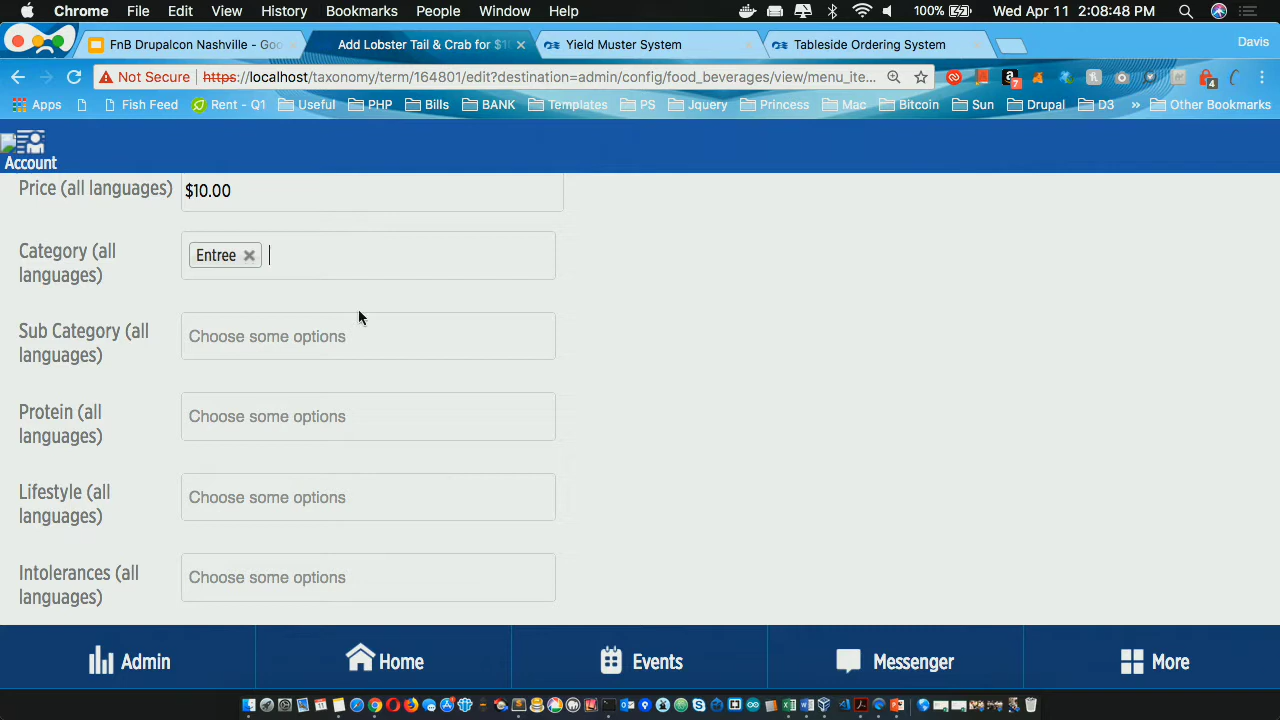 Chrome File Edit View History Bookmarks People Window Help 100% Wed Apr 11 2:08:48 PM
FnB Drupalcon Nashville - Goo Add Lobster Tail & Crab for $1 Yield Muster System Tableside Ordering System Davis
Not Secure https://localhost/taxonomy/term/164801/edit?destination=admin/config/food_beverages/view/menu_ite... 7 4
Apps Fish Feed Rent - Q1 Useful PHP Bills BANK Templates PS Jquery Princess Mac Bitcoin Sun Drupal D3 » Other Bookmarks
Account
Price (all languages) $10.00
Category (all
languages)
Entree
Sub Category (all
languages)
Choose some options
Protein (all
languages)
Choose some options
Lifestyle (all
languages)
Choose some options
Intolerances (all
languages)
Choose some options
Admin Home Events Messenger More